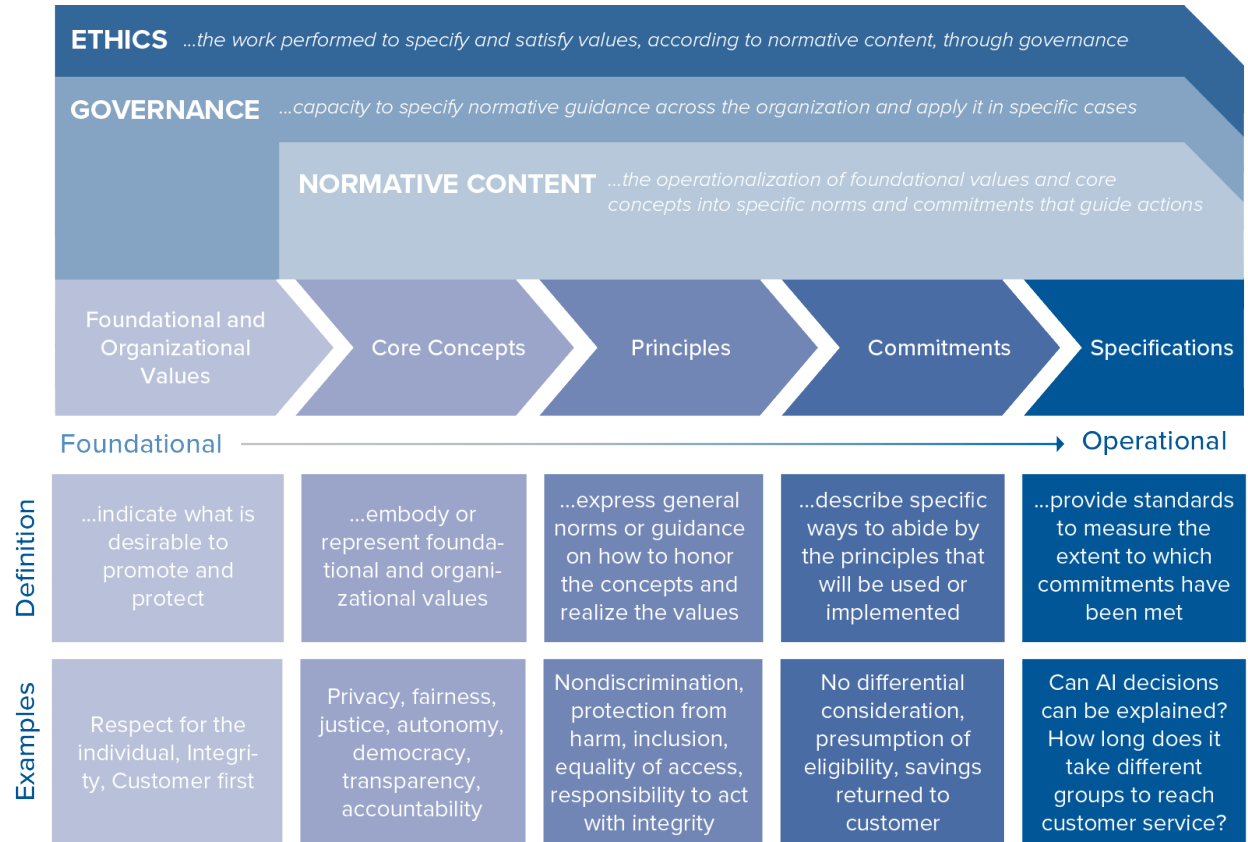 ETHICS ...the work performed to specify and satisfy values, according to normative content, through governance
GOVERNANCE ...capacity to specify normative guidance across the organization and apply it in specific cases
NORMATIVE CONTENT ...the operationalization of foundational values and core
concepts into specific norms and commitments that guide actions
Foundational and
Organizational
Values
Core Concepts
Principles
Commitments
Specifications
Foundational
Operational
Definition
...indicate what is
desirable to
promote and
protect
...embody or
represent founda-
tional and organi-
zational values
...express general
norms or guidance
on how to honor
the concepts and
realize the values
...describe specific
ways to abide by
the principles that
will be used or
implemented
...provide standards
to measure the
extent to which
commitments have
been met
Examples
Respect for the
individual, Integri-
ty, Customer first
Privacy, fairness,
justice, autonomy,
democracy,
transparency,
accountability
Nondiscrimination,
protection from
harm, inclusion,
equality of access,
responsibility to act
with integrity
No differential
consideration,
presumption of
eligibility, savings
returned to
customer
Can AI decisions
can be explained?
How long does it
take different
groups to reach
customer service?